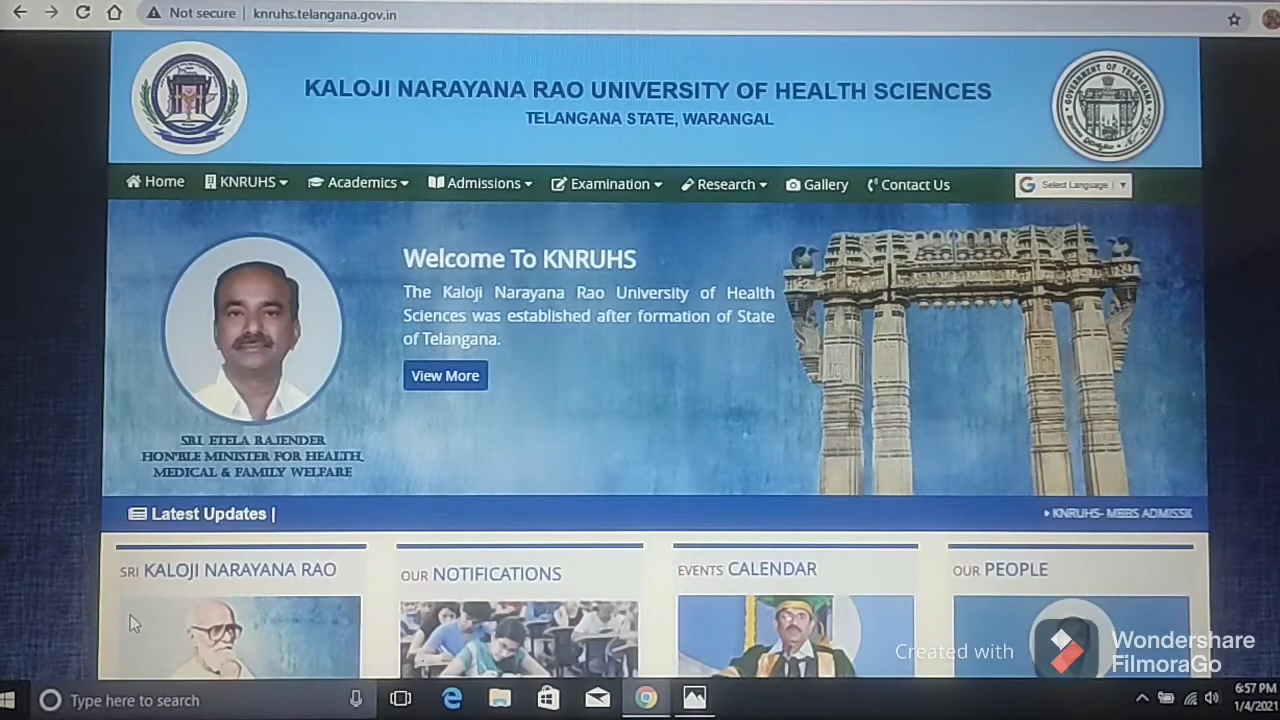 Not secure | knruhs.telangana.gov.in
KALOJI NARAYANA RAO UNIVERSITY OF HEALTH SCIENCES
TELANGANA STATE, WARANGAL
GOVERNMENT OF TELANGANA
Home KNRUHS Academics Admissions Examination Research Gallery Contact Us
Select Language
Welcome To KNRUHS
The Kaloji Narayana Rao University of Health
Sciences was established after formation of State
of Telangana.
View More
SRI ETELA RAJENDER
HON'BLE MINISTER FOR HEALTH,
MEDICAL & FAMILY WELFARE
Latest Updates |
KNRUHS- MBBS ADMISSI
SRI KALOJI NARAYANA RAO
OUR NOTIFICATIONS
EVENTS CALENDAR
OUR PEOPLE
Created with
Wondershare
FilmoraGo
Type here to search
6:57 PM
1/4/2021